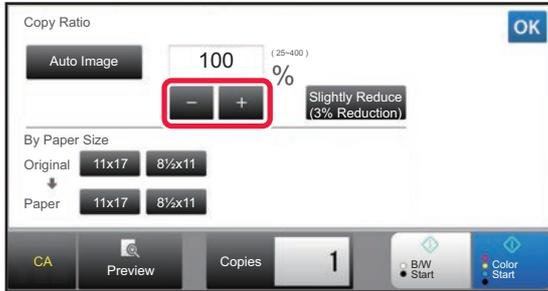 Copy Ratio
OK
Auto Image
100
(25~400)
%
−
+
Slightly Reduce
(3% Reduction)
By Paper Size
Original
11x17
8½x11
Paper
11x17
8½x11
CA
Preview
Copies
1
B/W
Start
Color
Start